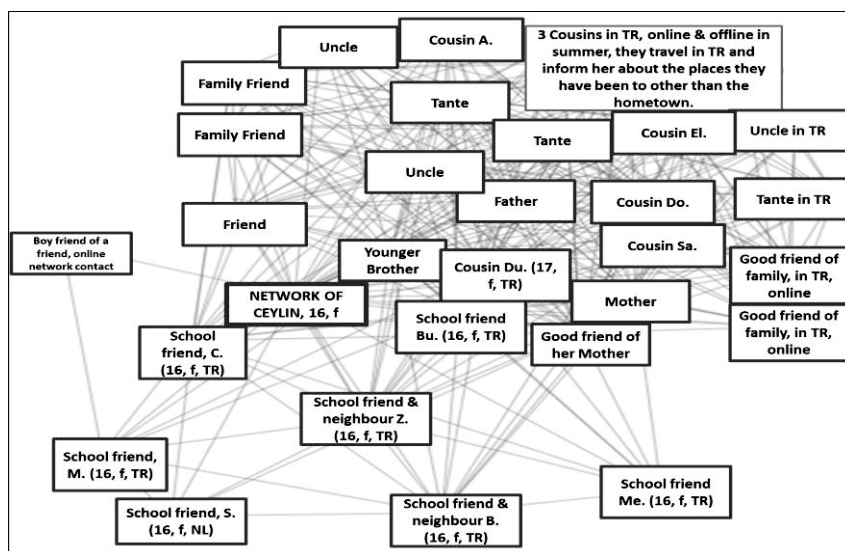 Uncle
Cousin A.
3 Cousins in TR, online & offline in
summer, they travel in TR and
inform her about the places they
have been to other than the
hometown.
Family Friend
Tante
Family Friend
Tante
Cousin El.
Uncle in TR
Uncle
Father
Cousin Do.
Tante in TR
Friend
Cousin Sa.
Boy friend of a
friend, online
network contact
Younger
Brother
Cousin Du. (17,
f, TR)
Good friend of
family, in TR,
online
NETWORK OF
CEYLIN, 16, f
Mother
School friend
Bu. (16, f, TR)
Good friend of
her Mother
Good friend of
family, in TR,
online
School
friend, C.
(16, f, TR)
School friend &
neighbour Z.
(16, f, TR)
School friend,
M. (16, f, TR)
School friend
Me. (16, f, TR)
School friend, S.
(16, f, NL)
School friend &
neighbour B.
(16, f, TR)